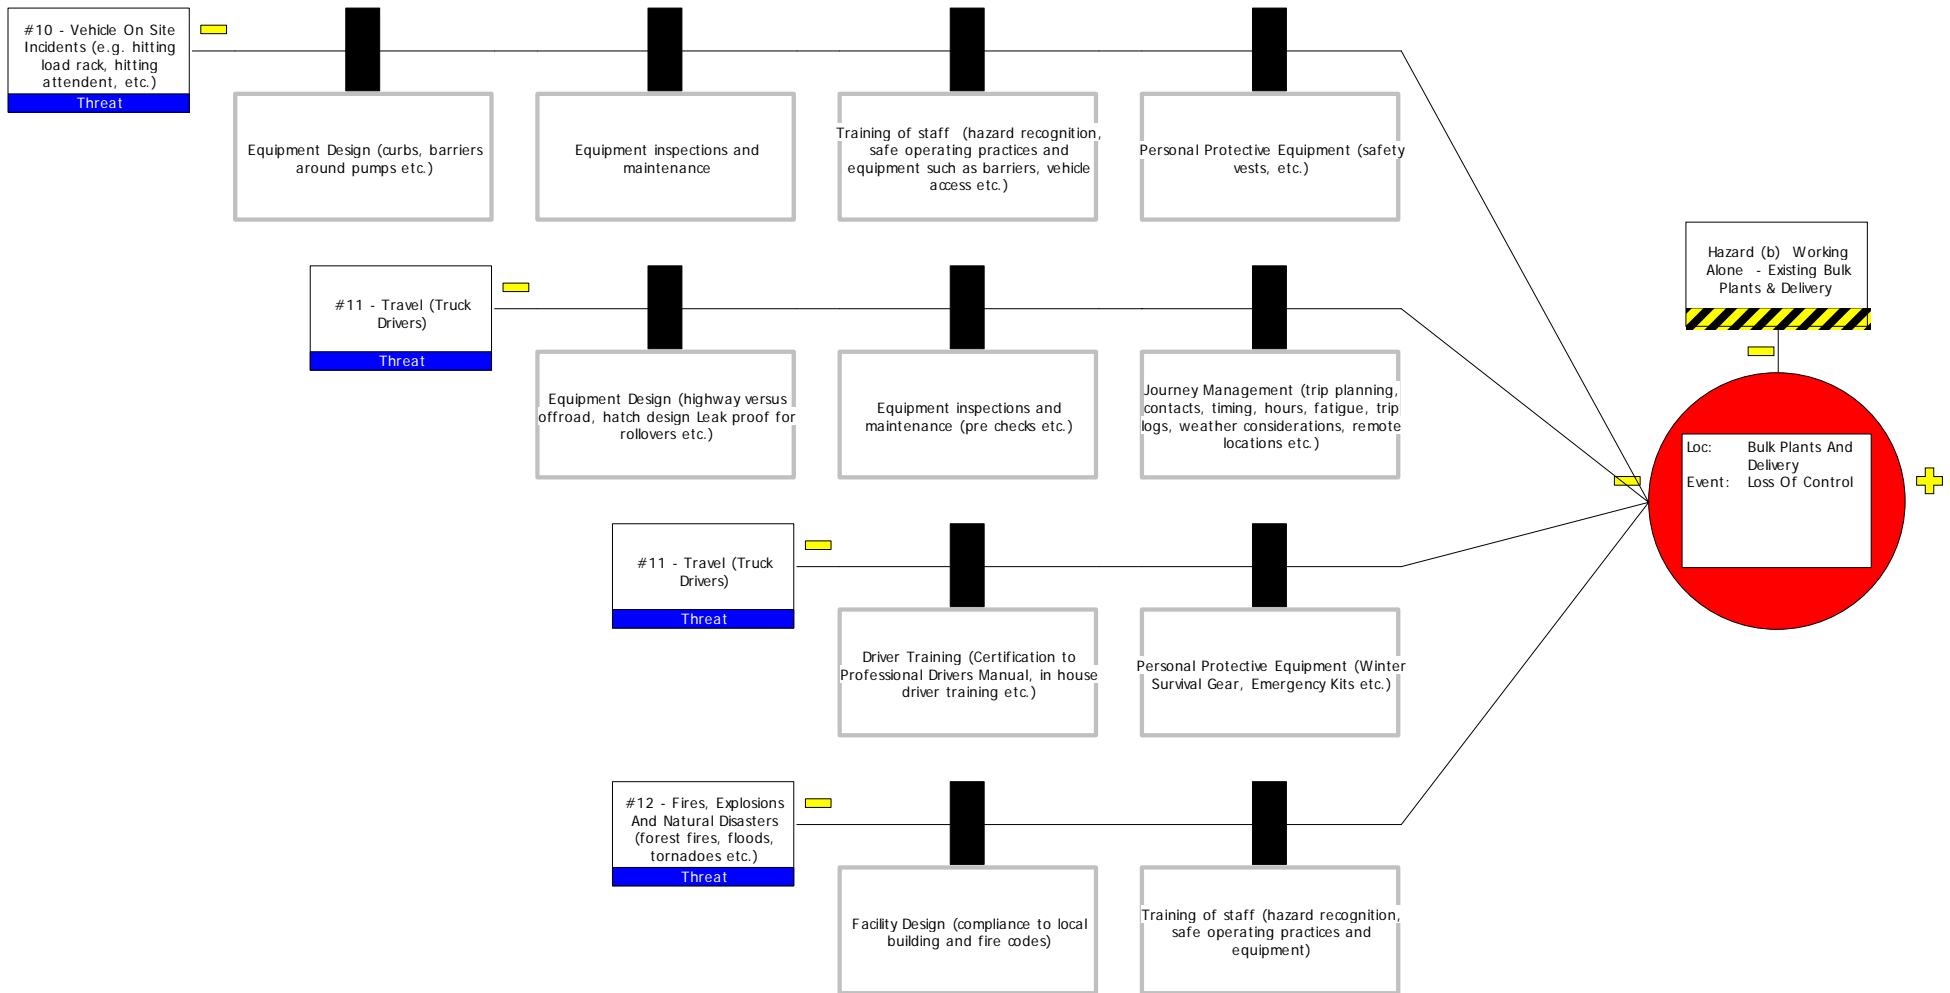 #10 - Vehicle On Site
Incidents (e.g. hitting
load rack, hitting
attendent, etc.)
Threat
Equipment Design (curbs, barriers
around pumps etc.)
Equipment inspections and
maintenance
Training of staff (hazard recognition,
safe operating practices and
equipment such as barriers, vehicle
access etc.)
Personal Protective Equipment (safety
vests, etc.)
#11 - Travel (Truck
Drivers)
Threat
Equipment Design (highway versus
offroad, hatch design Leak proof for
rollovers etc.)
Equipment inspections and
maintenance (pre checks etc.)
Journey Management (trip planning,
contacts, timing, hours, fatigue, trip
logs, weather considerations, remote
locations etc.)
#11 - Travel (Truck
Drivers)
Threat
Driver Training (Certification to
Professional Drivers Manual, in house
driver training etc.)
Personal Protective Equipment (Winter
Survival Gear, Emergency Kits etc.)
#12 - Fires, Explosions
And Natural Disasters
(forest fires, floods,
tornadoes etc.)
Threat
Facility Design (compliance to local
building and fire codes)
Training of staff (hazard recognition,
safe operating practices and
equipment)
Hazard (b) Working
Alone - Existing Bulk
Plants & Delivery
Loc: Bulk Plants And
Delivery
Event: Loss Of Control